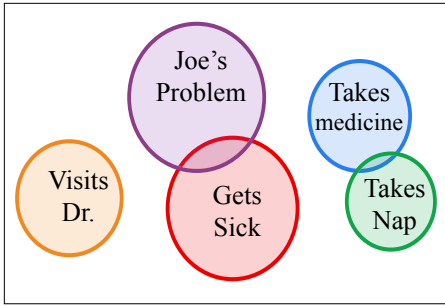 Joe's
Problem
Takes
medicine
Visits
Dr.
Gets
Sick
Takes
Nap